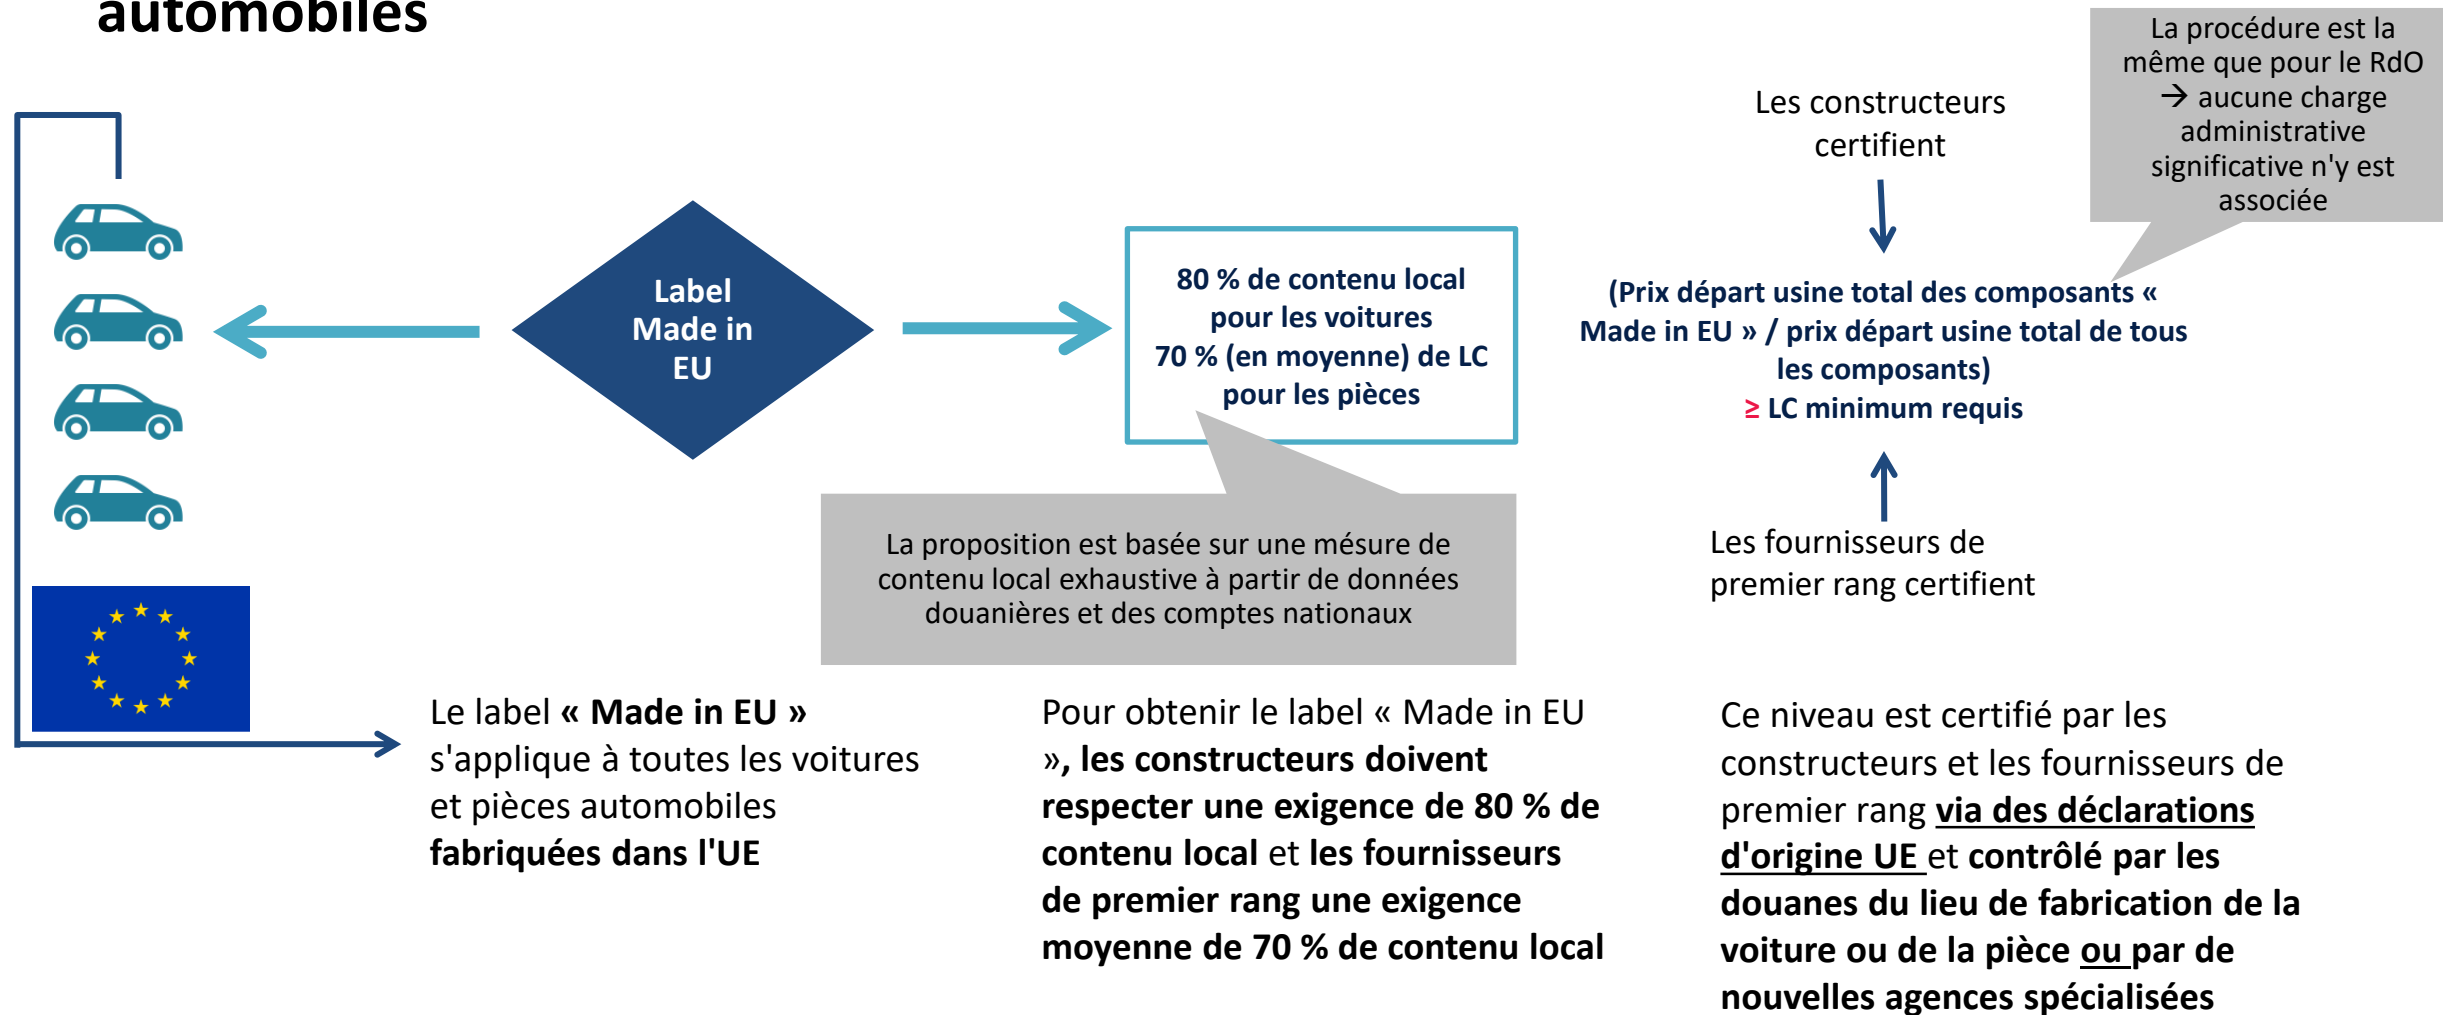 automobiles
La procédure est la
même que pour le RdO
→ aucune charge
administrative
significative n'y est
associée
Les constructeurs
certifient
Label
Made in
EU
80 % de contenu local
pour les voitures
70 % (en moyenne) de LC
pour les pièces
(Prix départ usine total des composants «
Made in EU » / prix départ usine total de tous
les composants)
≥ LC minimum requis
La proposition est basée sur une mésure de
contenu local exhaustive à partir de données
douanières et des comptes nationaux
Les fournisseurs de
premier rang certifient
Le label « Made in EU »
s'applique à toutes les voitures
et pièces automobiles
fabriquées dans l'UE
Pour obtenir le label « Made in EU
», les constructeurs doivent
respecter une exigence de 80 % de
contenu local et les fournisseurs
de premier rang une exigence
moyenne de 70 % de contenu local
Ce niveau est certifié par les
constructeurs et les fournisseurs de
premier rang via des déclarations
d'origine UE et contrôlé par les
douanes du lieu de fabrication de la
voiture ou de la pièce ou par de
nouvelles agences spécialisées